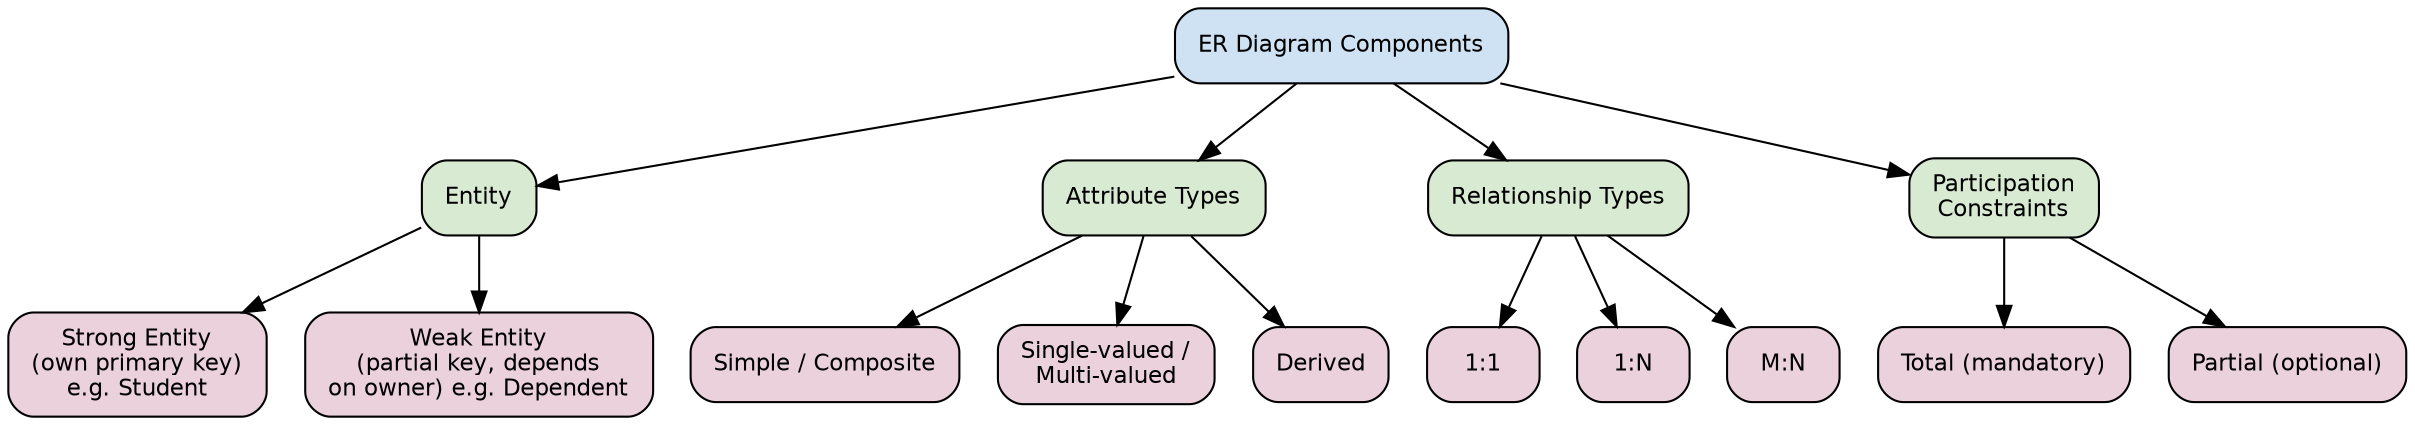 ER Diagram Components
Entity
Attribute Types
Relationship Types
Participation
Constraints
Strong Entity
(own primary key)
e.g. Student
Weak Entity
(partial key, depends
on owner) e.g. Dependent
Simple / Composite
Single-valued /
Multi-valued
Derived
1:1
1:N
M:N
Total (mandatory)
Partial (optional)